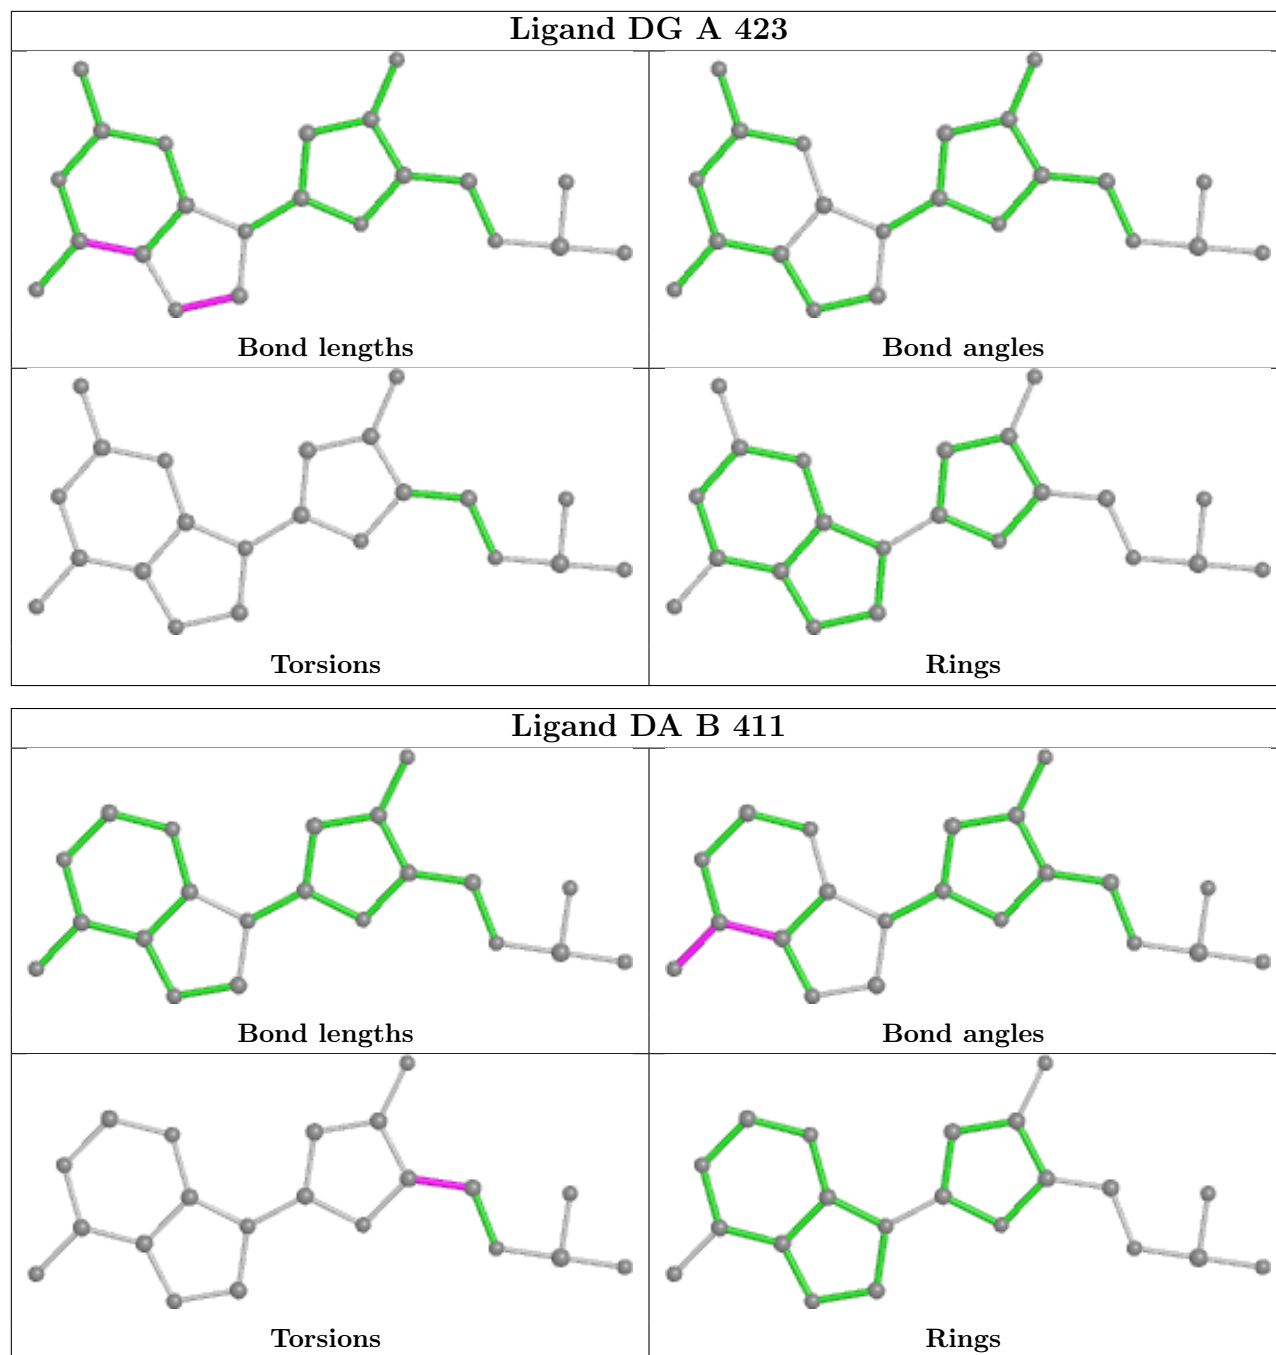 Ligand DG A 423
Bond lengths
Bond angles
Torsions
Rings
Ligand DA B 411
Bond lengths
Bond angles
Torsions
Rings